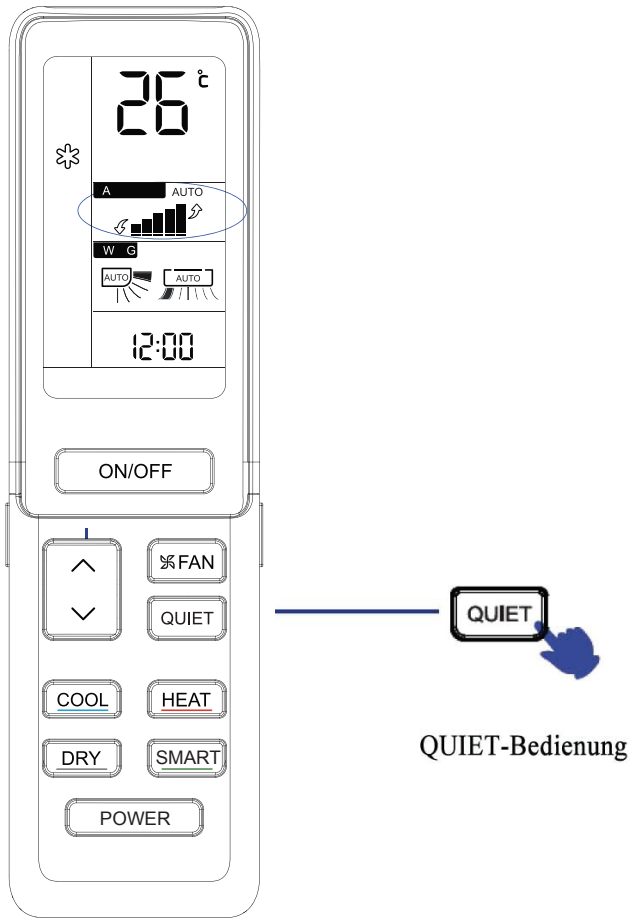 26 °C
A AUTO
W G
AUTO AUTO
12:00
ON/OFF
FAN
QUIET QUIET
COOL HEAT
QUIET-Bedienung
DRY SMART
POWER